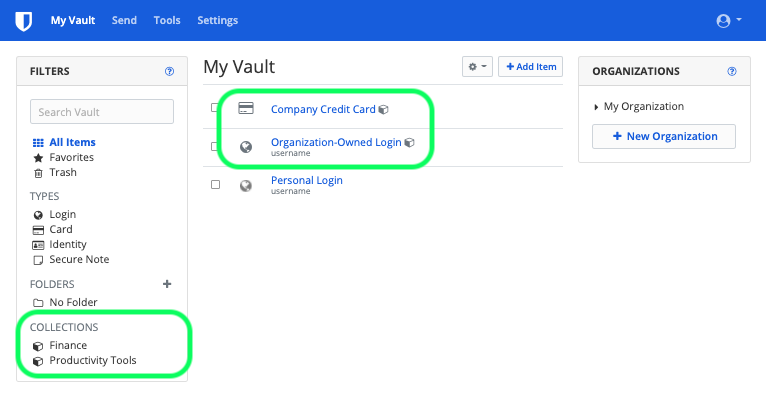 My Vault Send Tools Settings
FILTERS
Search Vault
All Items
Favorites
Trash
TYPES
Login
Card
Identity
Secure Note
FOLDERS
No Folder
COLLECTIONS
Finance
Productivity Tools
My Vault
Add Item
Company Credit Card
Organization-Owned Login
username
Personal Login
username
ORGANIZATIONS
My Organization
New Organization